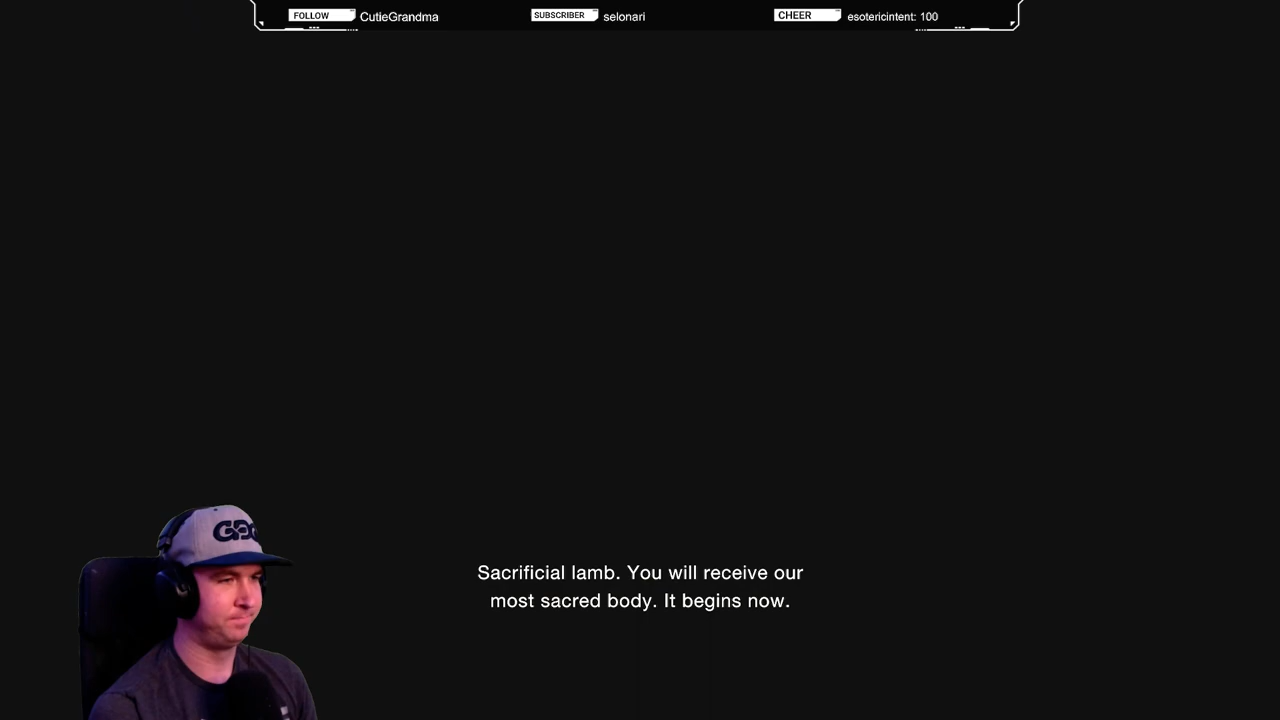 FOLLOW CutieGrandma SUBSCRIBER selonari CHEER esotericintent: 100
Sacrificial lamb. You will receive our
most sacred body. It begins now.